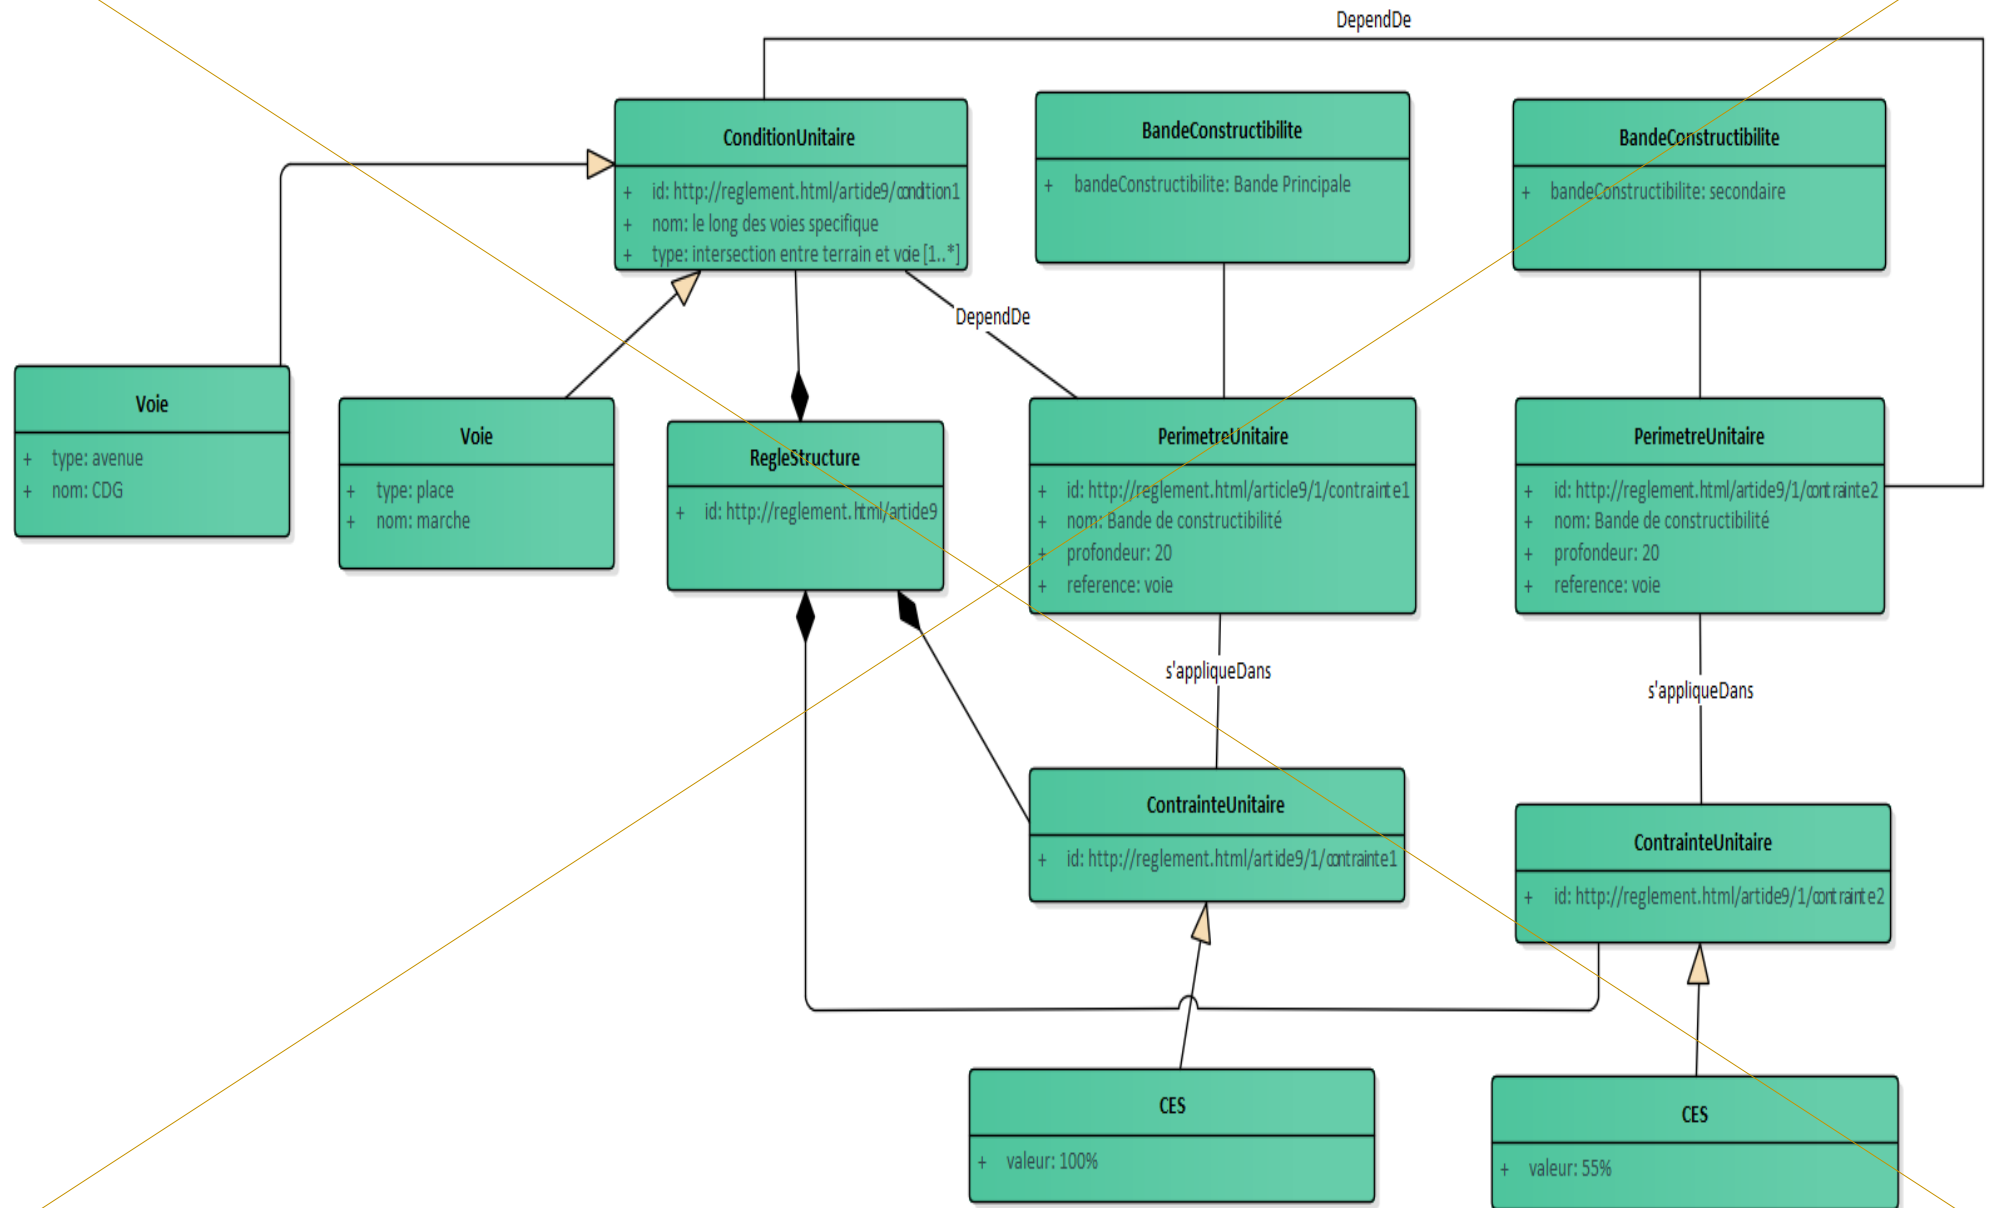 DependDe
ConditionUnitaire
+ id: http://reglement.html/article9/condition1
+ nom: le long des voies specifique
+ type: intersection entre terrain et voie [1..*]
BandeConstructibilite
+ bandeConstructibilite: Bande Principale
BandeConstructibilite
+ bandeConstructibilite: secondaire
DependDe
Voie
+ type: avenue
+ nom: CDG
Voie
+ type: place
+ nom: marche
RegleStructure
+ id: http://reglement.html/article9
PerimetreUnitaire
+ id: http://reglement.html/article9/1/contrainte1
+ nom: Bande de constructibilité
+ profondeur: 20
+ reference: voie
PerimetreUnitaire
+ id: http://reglement.html/article9/1/contrainte2
+ nom: Bande de constructibilité
+ profondeur: 20
+ reference: voie
s'appliqueDans
s'appliqueDans
ContrainteUnitaire
+ id: http://reglement.html/article9/1/contrainte1
ContrainteUnitaire
+ id: http://reglement.html/article9/1/contrainte2
CES
+ valeur: 100%
CES
+ valeur: 55%